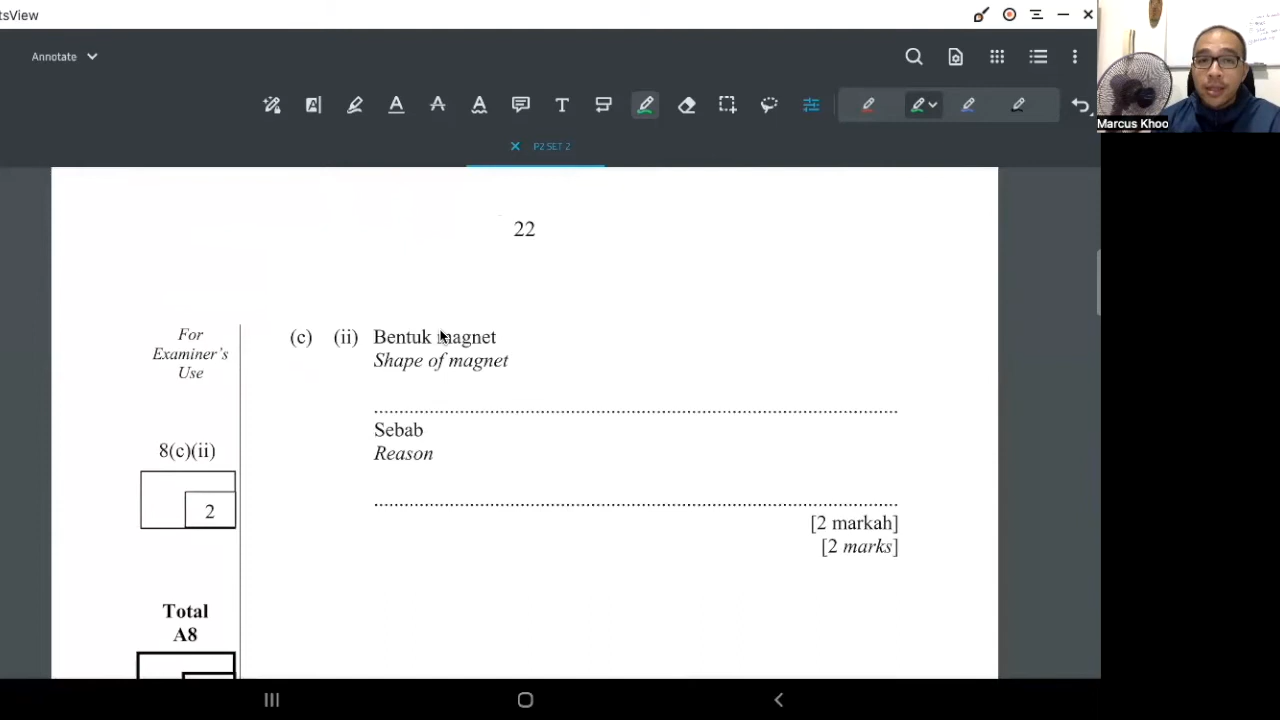 tsView
Annotate
P2 SET 2
Marcus Khoo
22
For
Examiner's
Use
(c) (ii) Bentuk magnet
Shape of magnet
Sebab
Reason
8(c)(ii)
2
[2 markah]
[2 marks]
Total
A8